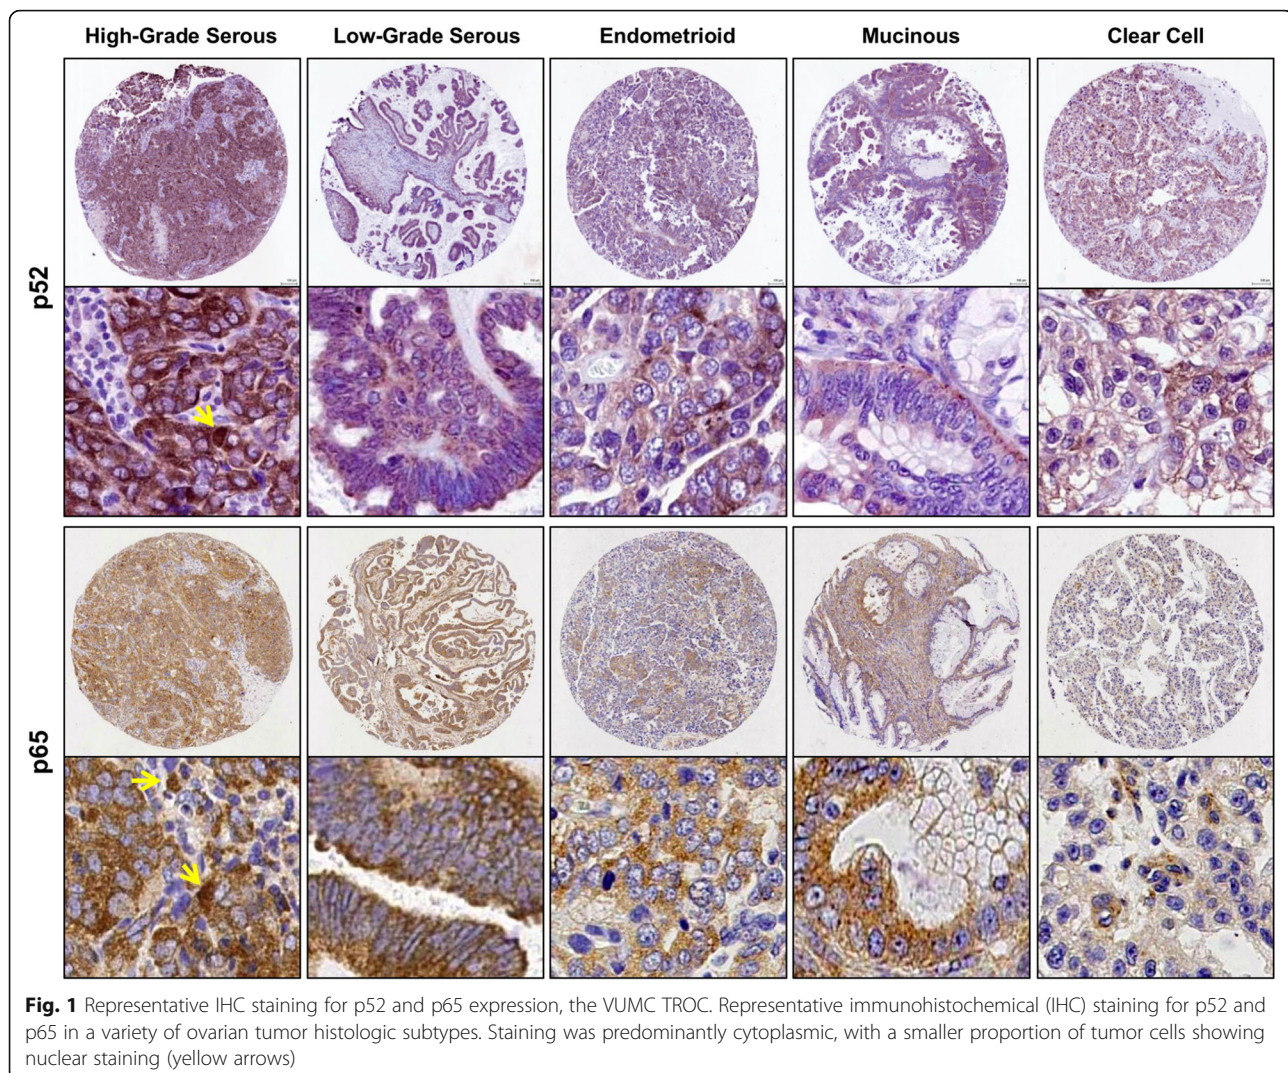 High-Grade Serous Low-Grade Serous Endometrioid Mucinous Clear Cell
p52
p65
Fig. 1 Representative IHC staining for p52 and p65 expression, the VUMC TROC. Representative immunohistochemical (IHC) staining for p52 and
p65 in a variety of ovarian tumor histologic subtypes. Staining was predominantly cytoplasmic, with a smaller proportion of tumor cells showing
nuclear staining (yellow arrows)